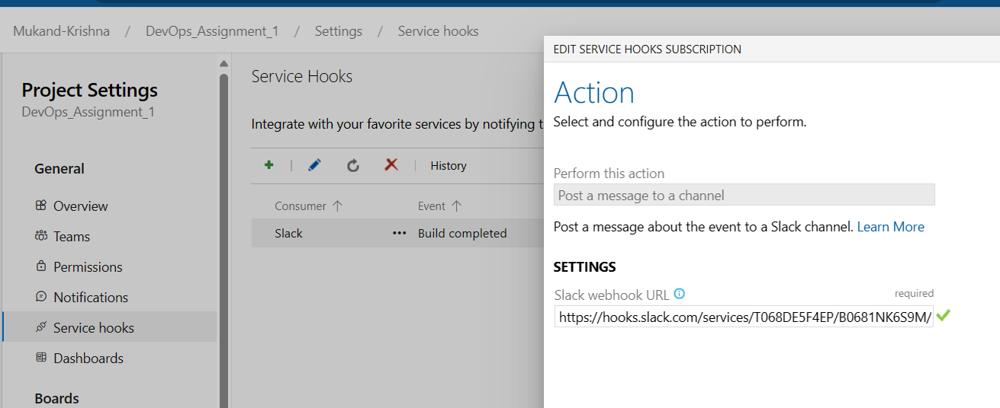 Mukand-Krishna / DevOps_Assignment_1 / Settings / Service hooks
Project Settings
DevOps_Assignment_1
General
Overview
Teams
Permissions
Notifications
Service hooks
Dashboards
Boards
Service Hooks
Integrate with your favorite services by notifying t
History
Consumer Event
Slack ... Build completed
EDIT SERVICE HOOKS SUBSCRIPTION
Action
Select and configure the action to perform.
Perform this action
Post a message to a channel
Post a message about the event to a Slack channel. Learn More
SETTINGS
Slack webhook URL required
https://hooks.slack.com/services/T068DE5F4EP/B0681NK6S9M/